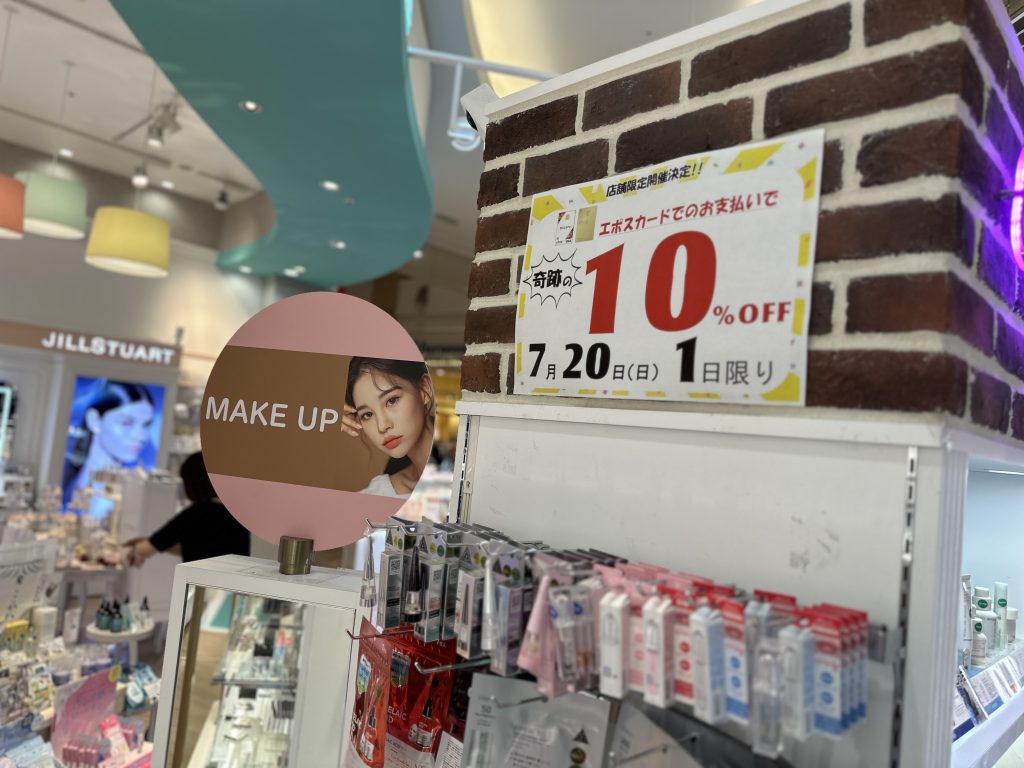 店舗限定開催決定!!
エポスカードでのお支払いで
奇跡の
10%OFF
7月20日(日) 1日限り
JILLSTUART
MAKE UP